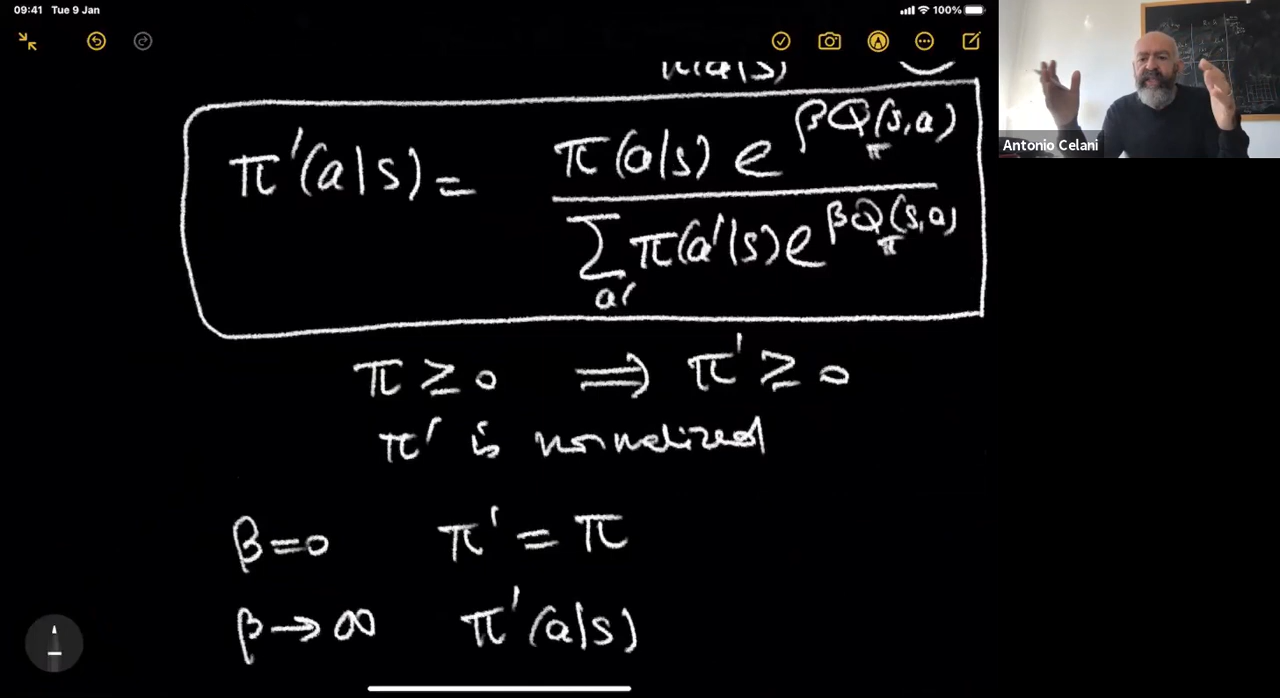 09:41 Tue 9 Jan
100%
π(a|s)
π'(a|s) = π(a|s) e^{βQ_π(s,a)}
Σ_{a'} π(a'|s) e^{βQ_π(s,a)}
π ≥ 0 ⟹ π' ≥ 0
π' is normalized
β=0 π' = π
β→∞ π'(a|s)
Antonio Celani